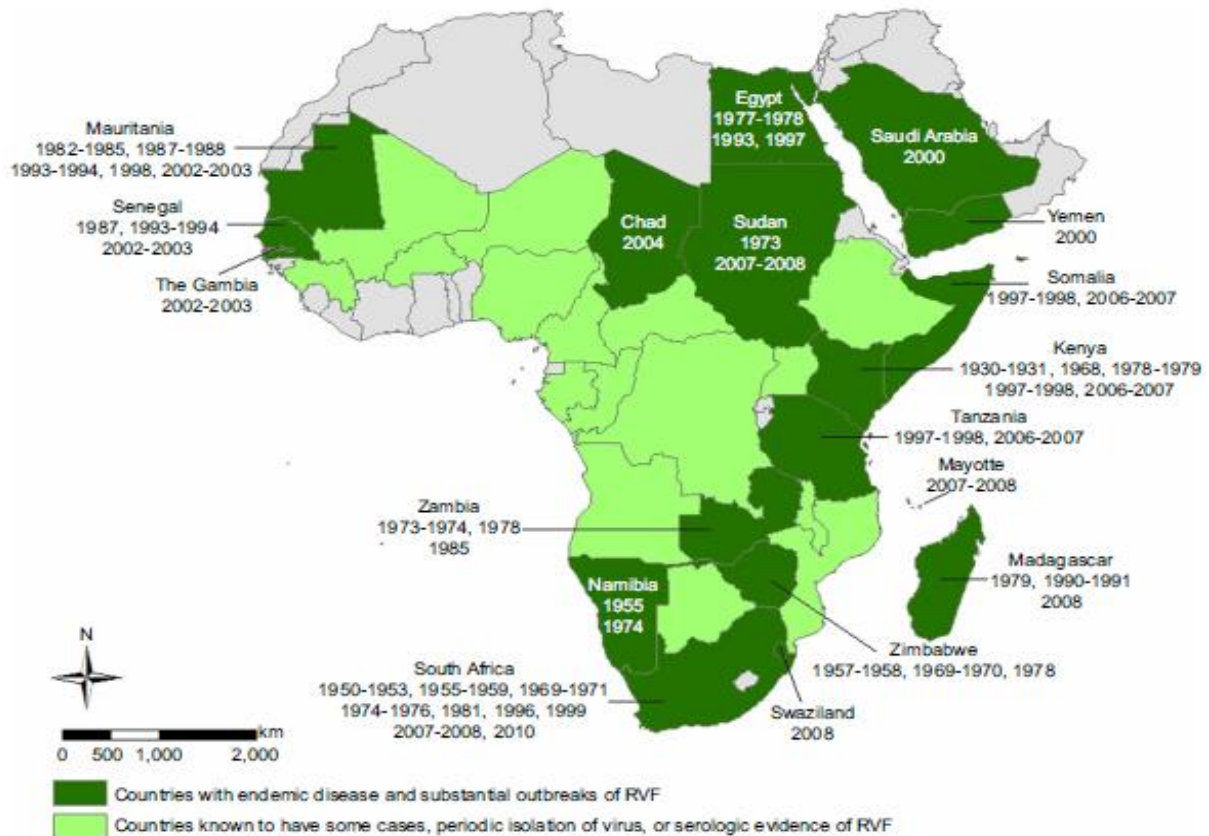 Egypt
1977-1978
1993, 1997
Saudi Arabia
2000
Mauritania
1982-1985, 1987-1988
1993-1994, 1998, 2002-2003
Senegal
1987, 1993-1994
2002-2003
The Gambia
2002-2003
Chad
2004
Sudan
1973
2007-2008
Yemen
2000
Somalia
1997-1998, 2006-2007
Kenya
1930-1931, 1968, 1978-1979
1997-1998, 2006-2007
Tanzania
1997-1998, 2006-2007
Mayotte
2007-2008
Zambia
1973-1974, 1978
1985
Madagascar
1979, 1990-1991
2008
Namibia
1955
1974
Zimbabwe
1957-1958, 1969-1970, 1978
South Africa
1950-1953, 1955-1959, 1969-1971
1974-1976, 1981, 1996, 1999
2007-2008, 2010
Swaziland
2008
N
km
0 500 1,000 2,000
Countries with endemic disease and substantial outbreaks of RVF
Countries known to have some cases, periodic isolation of virus, or serologic evidence of RVF